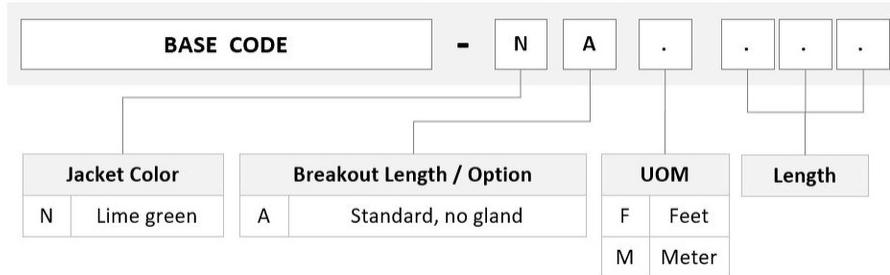 BASE CODE - N A . . . .
Jacket Color
N Lime green
Breakout Length / Option
A Standard, no gland
UOM
F Feet
M Meter
Length